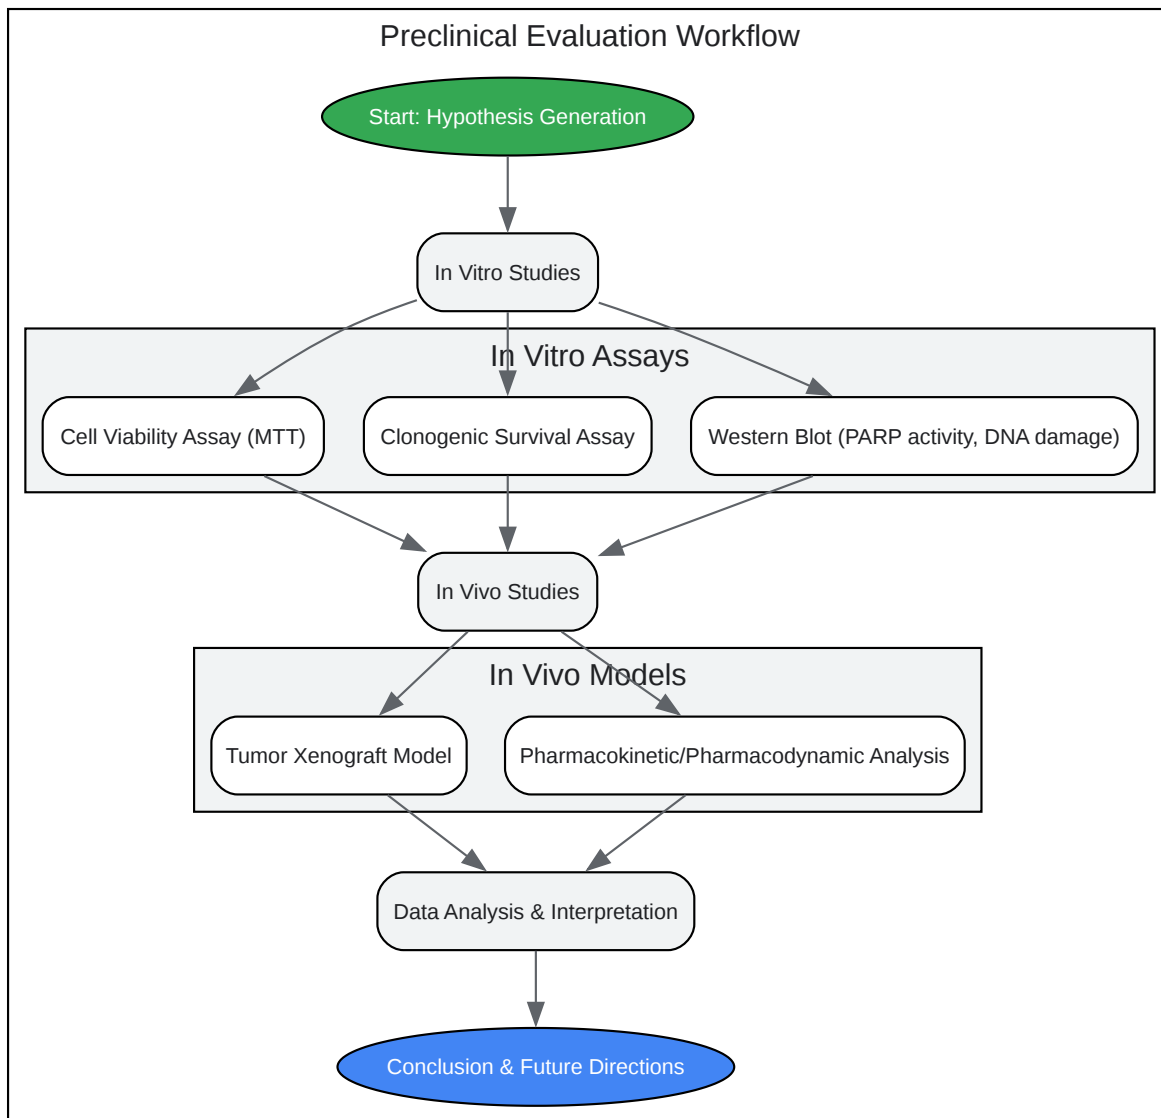 Preclinical Evaluation Workflow
Start: Hypothesis Generation
In Vitro Studies
In Vitro Assays
Cell Viability Assay (MTT)
Clonogenic Survival Assay
Western Blot (PARP activity, DNA damage)
In Vivo Studies
In Vivo Models
Tumor Xenograft Model
Pharmacokinetic/Pharmacodynamic Analysis
Data Analysis & Interpretation
Conclusion & Future Directions